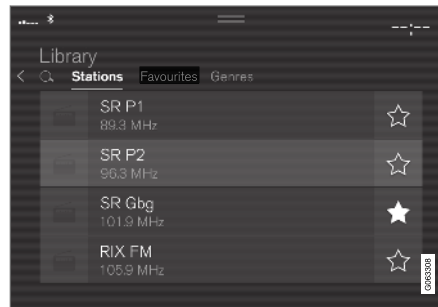 --:--
Library
Stations Favourites Genres
SR P1
89.3 MHz
SR P2
96.3 MHz
SR Gbg
101.9 MHz
RIX FM
105.9 MHz
G063308